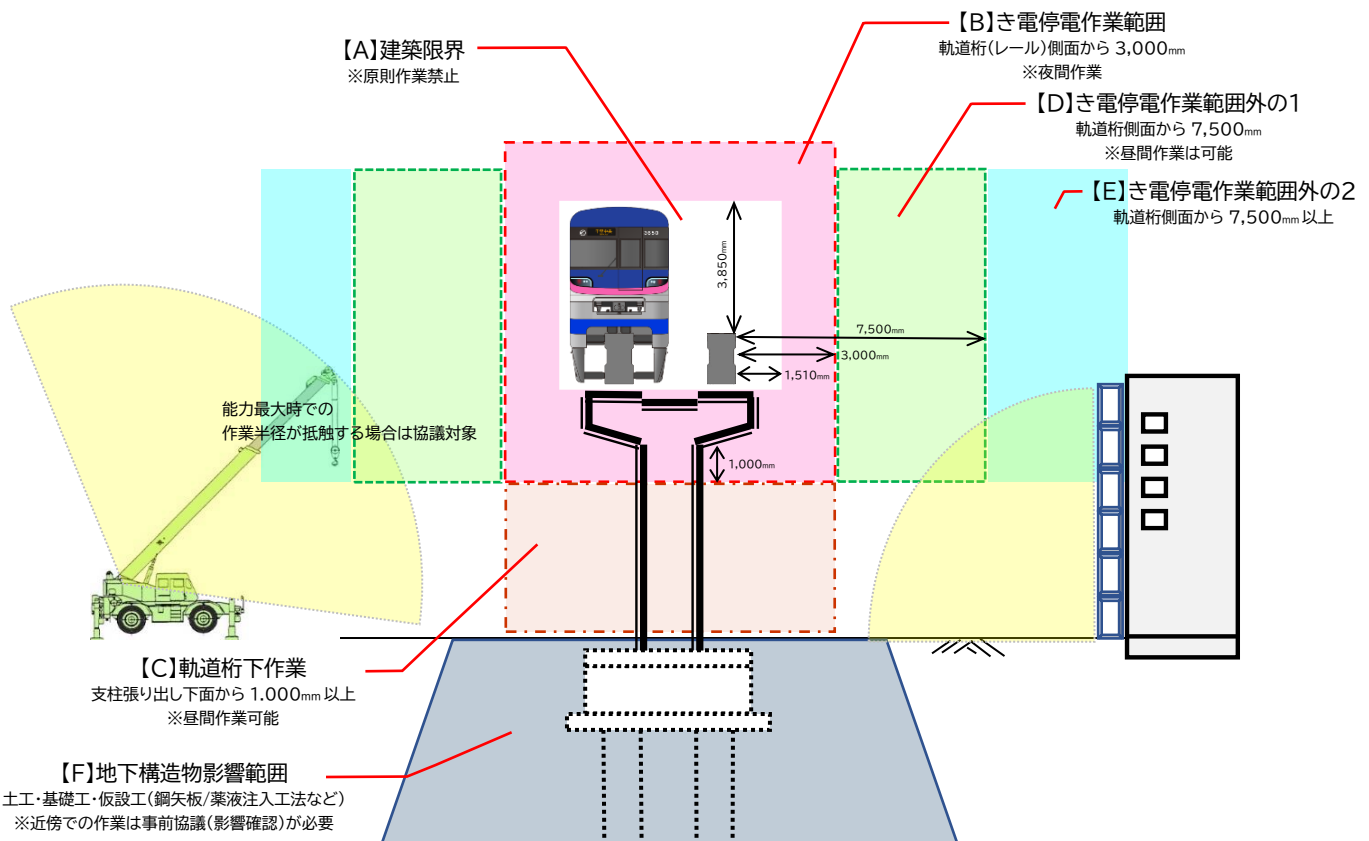 【A】建築限界
※原則作業禁止
【B】き電停電作業範囲
軌道桁(レール)側面から 3,000mm
※夜間作業
【D】き電停電作業範囲外の1
軌道桁側面から 7,500mm
※昼間作業は可能
【E】き電停電作業範囲外の2
軌道桁側面から 7,500mm 以上
3850
3,850mm
7,500mm
3,000mm
1,510mm
能力最大時での
作業半径が抵触する場合は協議対象
1,000mm
【C】軌道桁下作業
支柱張り出し下面から 1.000mm 以上
※昼間作業可能
【F】地下構造物影響範囲
土工・基礎工・仮設工(鋼矢板/薬液注入工法など)
※近傍での作業は事前協議(影響確認)が必要